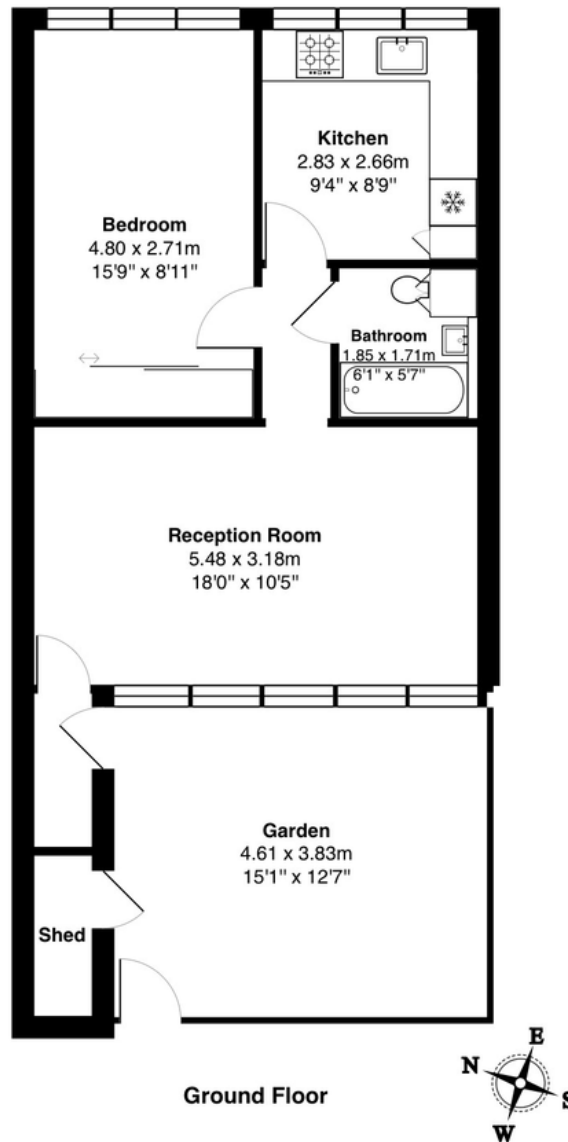 Kitchen
2.83 x 2.66m
9'4" x 8'9"
Bedroom
4.80 x 2.71m
15'9" x 8'11"
Bathroom
1.85 x 1.71m
6'1" x 5'7"
Reception Room
5.48 x 3.18m
18'0" x 10'5"
Garden
4.61 x 3.83m
15'1" x 12'7"
Shed
E
N
S
W
Ground Floor